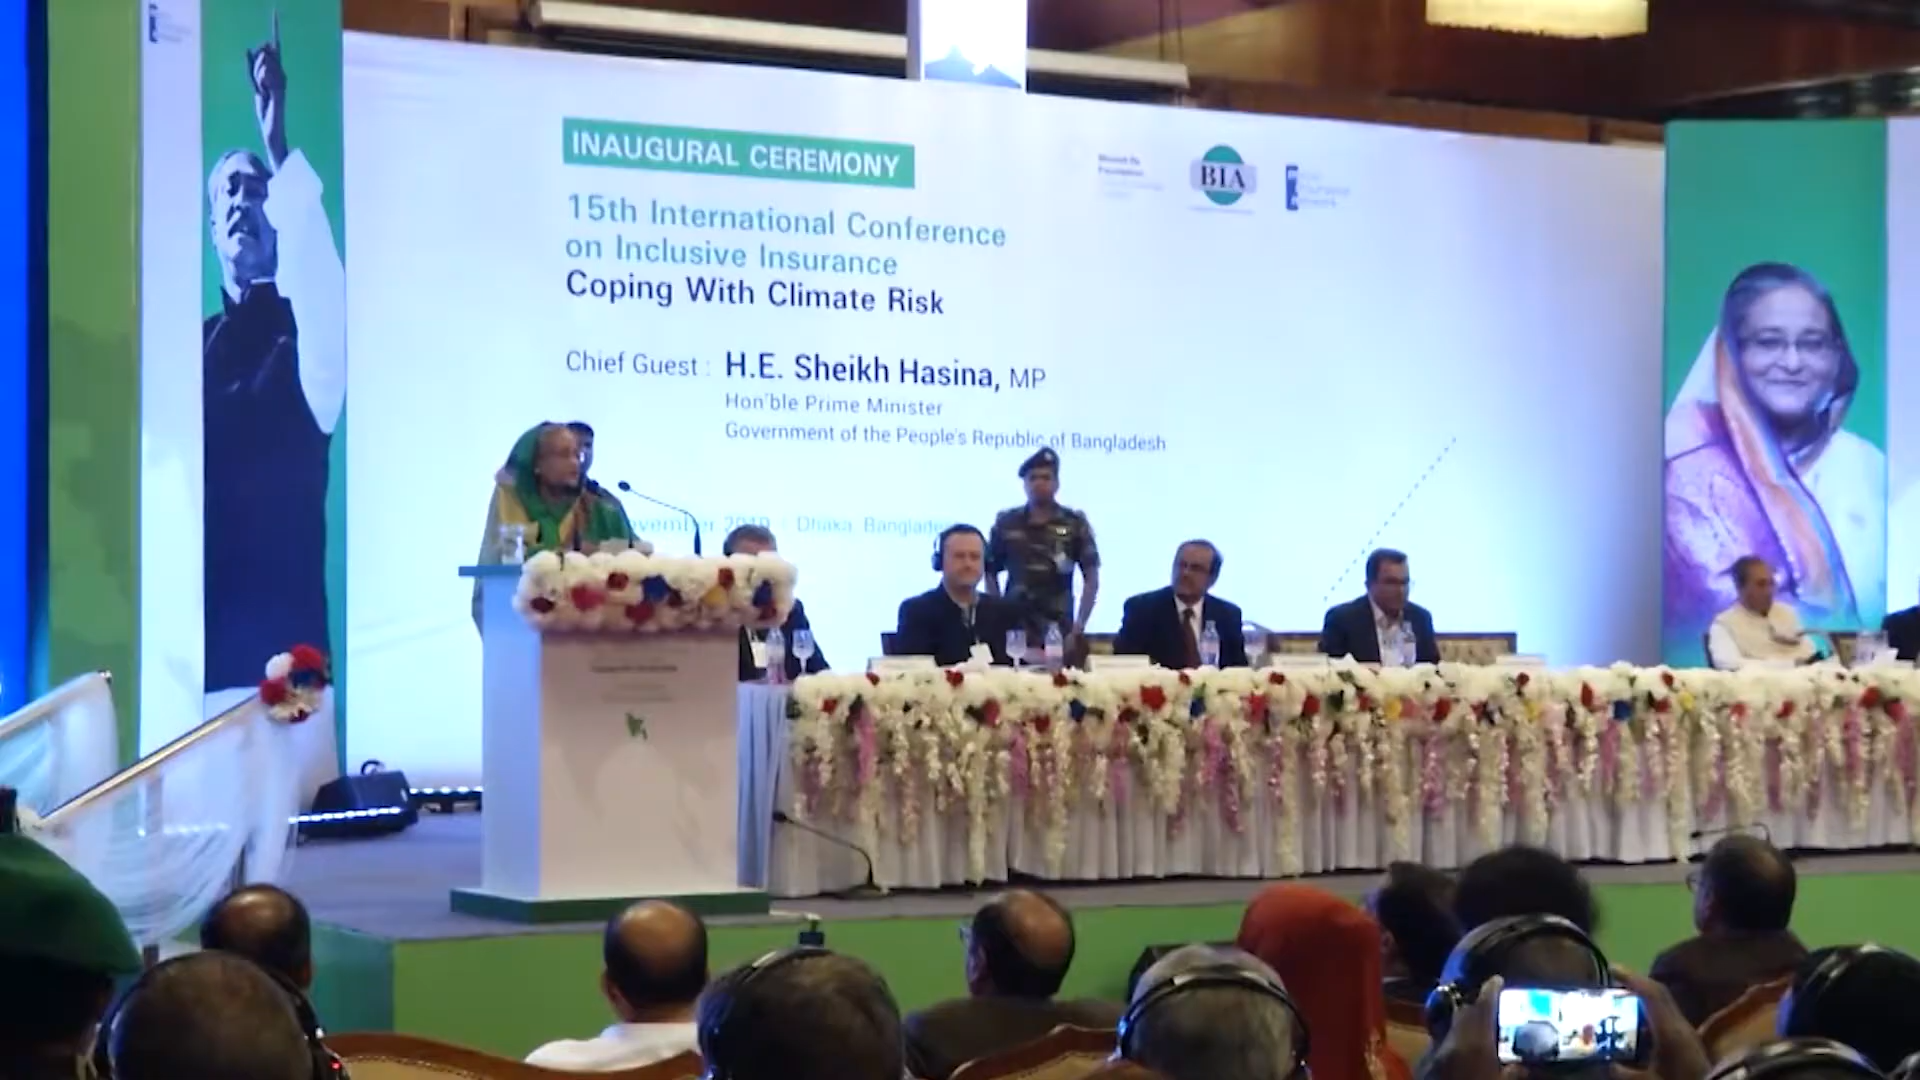 INAUGURAL CEREMONY
15th International Conference
on Inclusive Insurance
Coping With Climate Risk
Chief Guest : H.E. Sheikh Hasina, MP
Hon'ble Prime Minister
Government of the People's Republic of Bangladesh
2019 Dhaka, Bangladesh
BIA